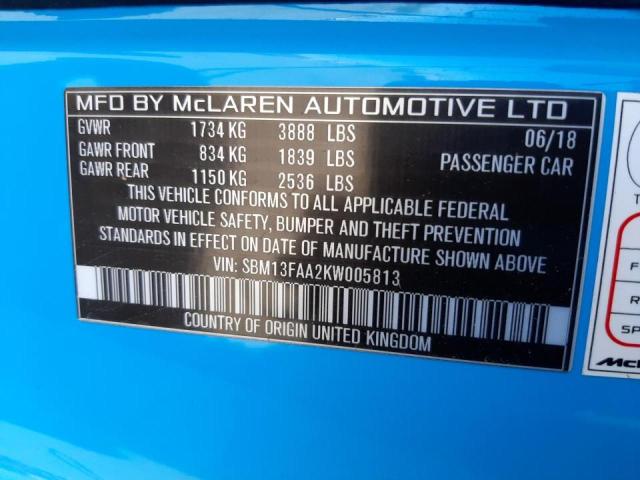 MFD BY McLAREN AUTOMOTIVE LTD
GVWR 1734 KG 3888 LBS 06/18
GAWR FRONT 834 KG 1839 LBS PASSENGER CAR
GAWR REAR 1150 KG 2536 LBS
THIS VEHICLE CONFORMS TO ALL APPLICABLE FEDERAL
MOTOR VEHICLE SAFETY, BUMPER AND THEFT PREVENTION
STANDARDS IN EFFECT ON DATE OF MANUFACTURE SHOWN ABOVE
VIN: SBM13FAA2KW005813
COUNTRY OF ORIGIN UNITED KINGDOM